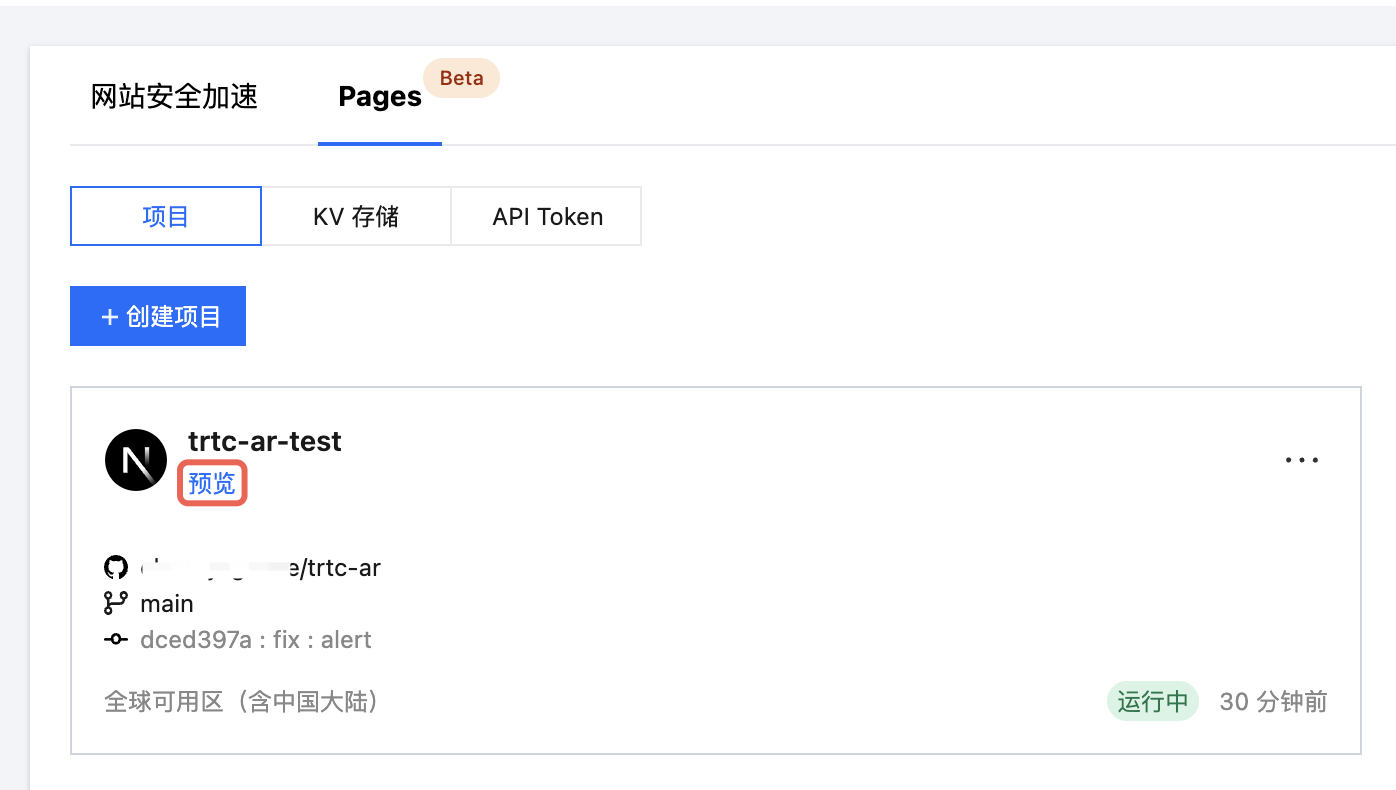 网站安全加速
Pages
Beta
项目
KV 存储
API Token
+ 创建项目
trtc-ar-test
预览
e/trtc-ar
main
dced397a : fix : alert
全球可用区（含中国大陆）
运行中
30 分钟前